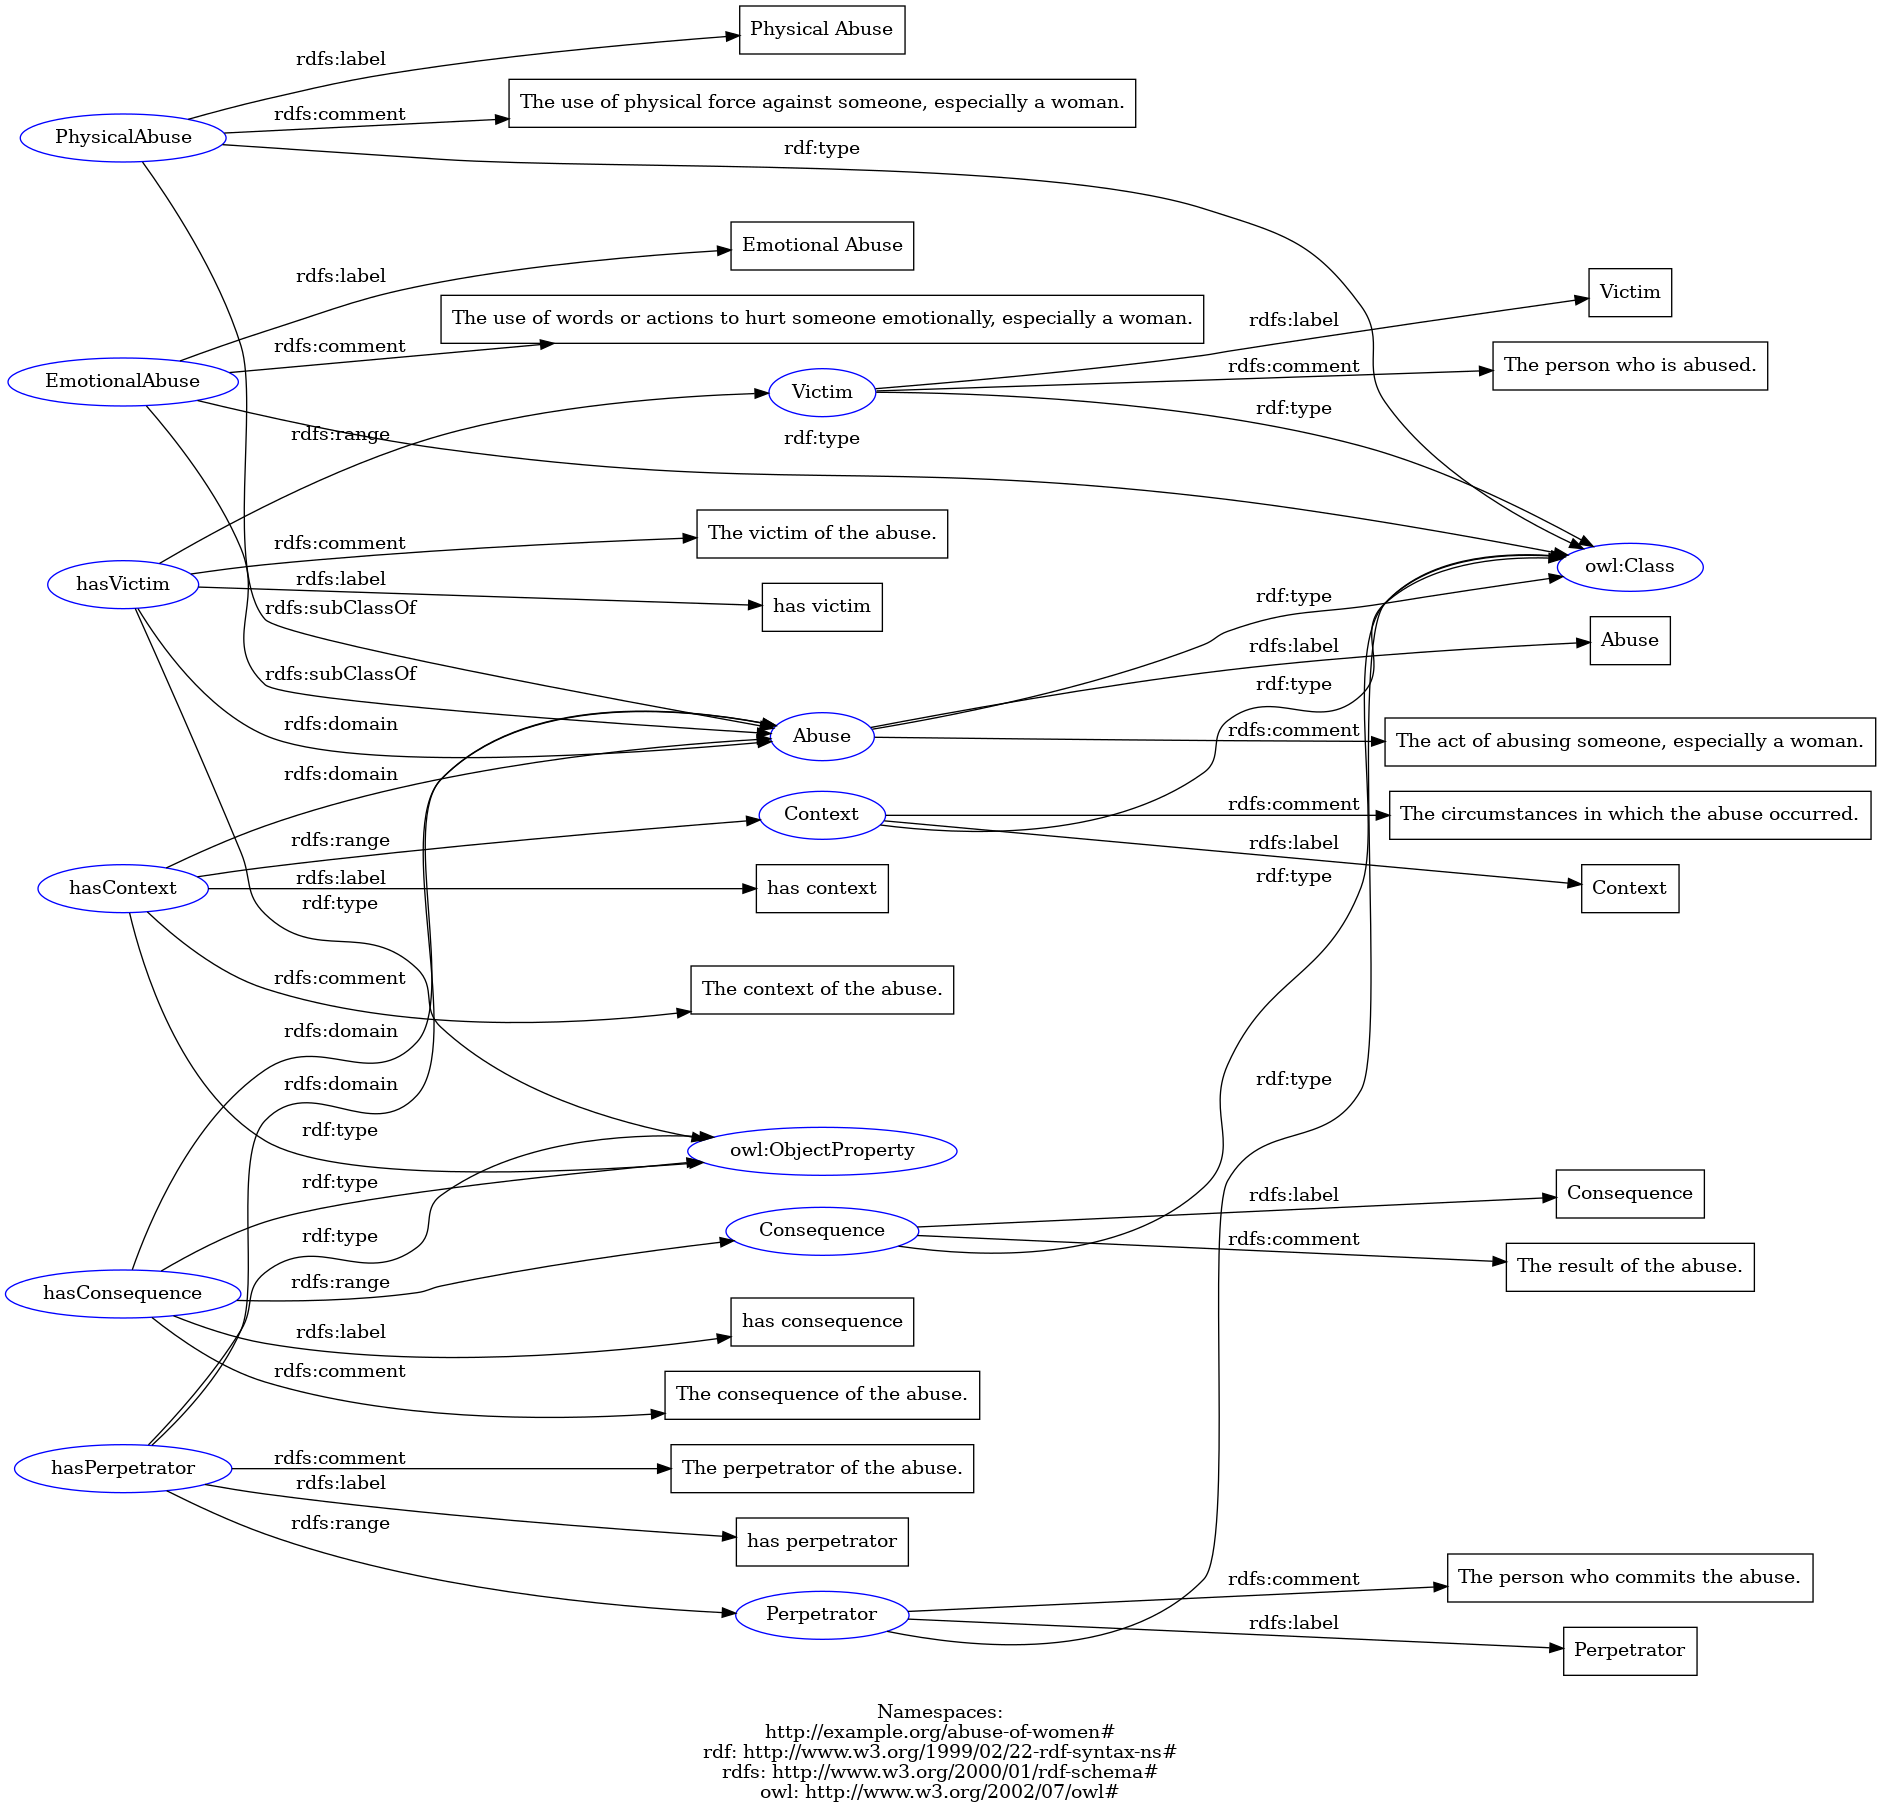 Physical Abuse
rdfs:label
The use of physical force against someone, especially a woman.
rdfs:comment
PhysicalAbuse
rdf:type
Emotional Abuse
rdfs:label
Victim
The use of words or actions to hurt someone emotionally, especially a woman.
rdfs:label
rdfs:comment
The person who is abused.
rdfs:comment
EmotionalAbuse
Victim
rdf:type
rdfs:range
rdf:type
The victim of the abuse.
rdfs:comment
owl:Class
hasVictim
rdfs:label
rdf:type
has victim
rdfs:subClassOf
Abuse
rdfs:label
rdfs:subClassOf
rdf:type
rdfs:domain
Abuse
rdfs:comment
The act of abusing someone, especially a woman.
rdfs:domain
rdfs:comment
Context
The circumstances in which the abuse occurred.
rdfs:range
rdfs:label
rdfs:label
rdf:type
hasContext
has context
Context
rdf:type
rdfs:comment
The context of the abuse.
rdfs:domain
rdfs:domain
rdf:type
rdf:type
owl:ObjectProperty
rdf:type
rdfs:label
Consequence
rdf:type
Consequence
rdfs:comment
The result of the abuse.
rdfs:range
hasConsequence
has consequence
rdfs:label
rdfs:comment
The consequence of the abuse.
rdfs:comment
hasPerpetrator
The perpetrator of the abuse.
rdfs:label
rdfs:range
has perpetrator
rdfs:comment
The person who commits the abuse.
Perpetrator
rdfs:label
Perpetrator
Namespaces:
http://example.org/abuse-of-women#
rdf: http://www.w3.org/1999/02/22-rdf-syntax-ns#
rdfs: http://www.w3.org/2000/01/rdf-schema#
owl: http://www.w3.org/2002/07/owl#